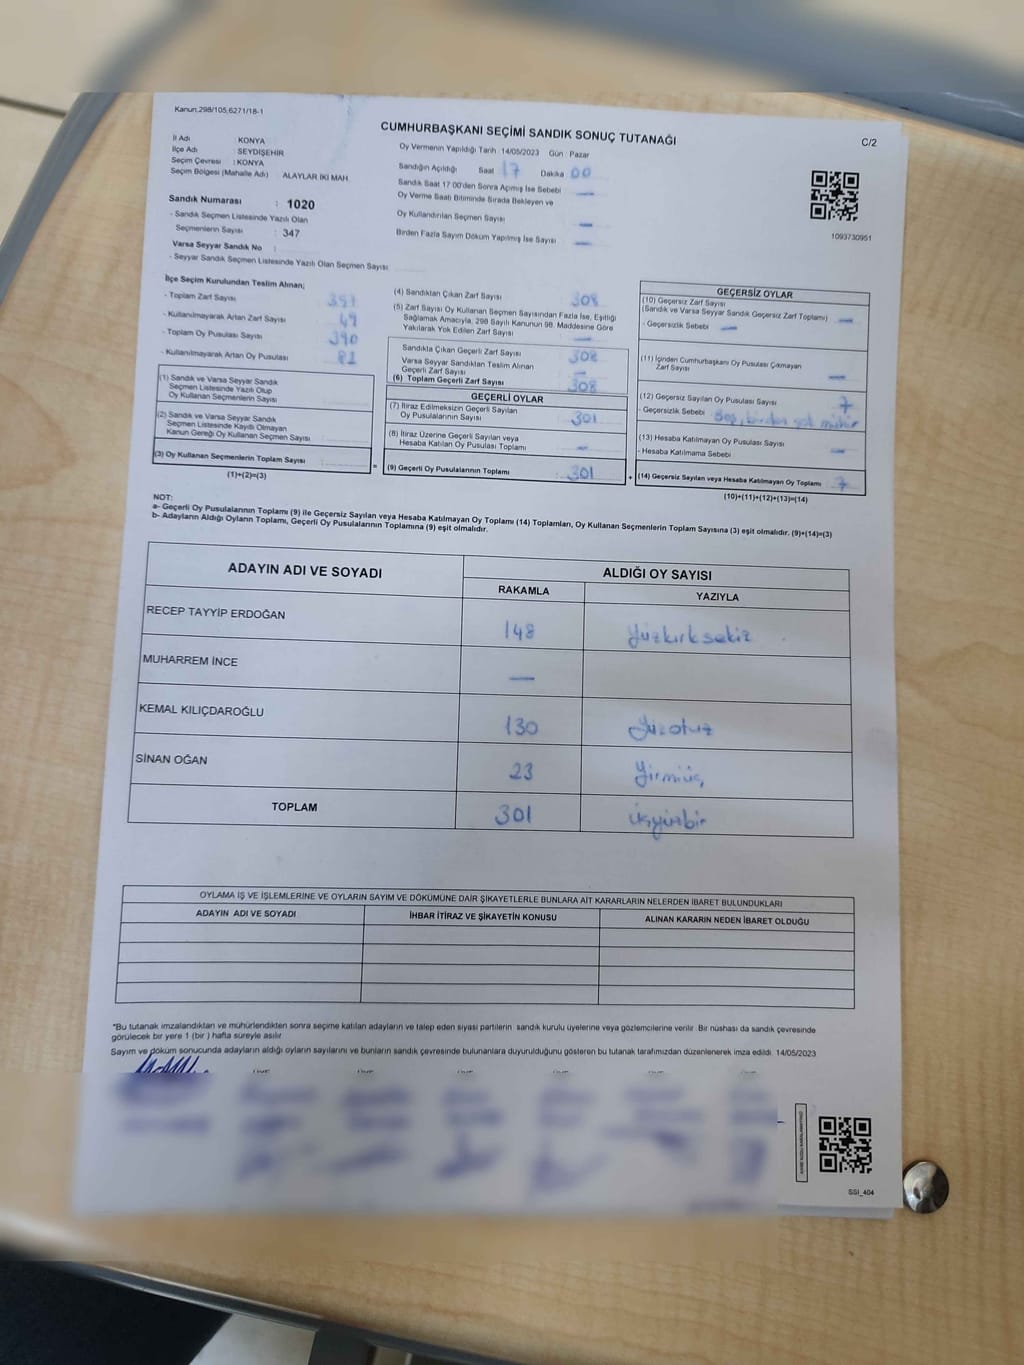 Kanun.298/105,6271/18-1
CUMHURBAŞKANI SEÇİMİ SANDIK SONUÇ TUTANAĞI
C/2
İl Adı : KONYA
İlçe Adı : SEYDİŞEHİR
Seçim Çevresi : KONYA
Seçim Bölgesi (Mahalle Adı) : ALAYLAR İKİ MAH.
Sandık Numarası : 1020
- Sandık Seçmen Listesinde Yazılı Olan
Seçmenlerin Sayısı : 347
Varsa Seyyar Sandık No :
- Seyyar Sandık Seçmen Listesinde Yazılı Olan Seçmen Sayısı
Oy Vermenin Yapıldığı Tarih : 14/05/2023 Gün : Pazar
Sandığın Açıldığı Saat 17 Dakika 00
Sandık Saat 17.00'den Sonra Açılmış İse Sebebi —
Oy Verme Saati Bitiminde Sırada Bekleyen ve
Oy Kullandırılan Seçmen Sayısı —
Birden Fazla Sayım Döküm Yapılmış İse Sayısı —
1093730951
İlçe Seçim Kurulundan Teslim Alınan;
- Toplam Zarf Sayısı
- Kullanılmayarak Artan Zarf Sayısı : 49
- Toplam Oy Pusulası Sayısı : 390
- Kullanılmayarak Artan Oy Pusulası : 82
(1) Sandık ve Varsa Seyyar Sandık
Seçmen Listesinde Yazılı Olup
Oy Kullanan Seçmenlerin Sayısı
(2) Sandık ve Varsa Seyyar Sandık
Seçmen Listesinde Kayıtlı Olmayan
Kanun Gereği Oy Kullanan Seçmen Sayısı
(3) Oy Kullanan Seçmenlerin Toplam Sayısı
(1)+(2)=(3)
(4) Sandıktan Çıkan Zarf Sayısı : 308
(5) Zarf Sayısı Oy Kullanan Seçmen Sayısından Fazla İse, Eşitliği
Sağlamak Amacıyla, 298 Sayılı Kanunun 98. Maddesine Göre
Yakılarak Yok Edilen Zarf Sayısı —
Sandıkta Çıkan Geçerli Zarf Sayısı : 308
Varsa Seyyar Sandıktan Teslim Alınan
Geçerli Zarf Sayısı —
(6) Toplam Geçerli Zarf Sayısı : 308
GEÇERLİ OYLAR
(7) İtiraz Edilmeksizin Geçerli Sayılan
Oy Pusulalarının Sayısı : 301
(8) İtiraz Üzerine Geçerli Sayılan veya
Hesaba Katılan Oy Pusulası Toplamı —
(9) Geçerli Oy Pusulalarının Toplamı : 301
GEÇERSİZ OYLAR
(10) Geçersiz Zarf Sayısı
(Sandık ve Varsa Seyyar Sandık Geçersiz Zarf Toplamı) —
- Geçersizlik Sebebi : —
(11) İçinden Cumhurbaşkanı Oy Pusulası Çıkmayan
Zarf Sayısı —
(12) Geçersiz Sayılan Oy Pusulası Sayısı : 7
- Geçersizlik Sebebi : Boş, birden çok mühür
(13) Hesaba Katılmayan Oy Pusulası Sayısı
- Hesaba Katılmama Sebebi —
(14) Geçersiz Sayılan veya Hesaba Katılmayan Oy Toplamı : 7
(10)+(11)+(12)+(13)=(14)
NOT:
a- Geçerli Oy Pusulalarının Toplamı (9) ile Geçersiz Sayılan veya Hesaba Katılmayan Oy Toplamı (14) Toplamları, Oy Kullanan Seçmenlerin Toplam Sayısına (3) eşit olmalıdır. (9)+(14)=(3)
b- Adayların Aldığı Oyların Toplamı, Geçerli Oy Pusulalarının Toplamına (9) eşit olmalıdır.
ADAYIN ADI VE SOYADI
ALDIĞI OY SAYISI
RAKAMLA YAZIYLA
RECEP TAYYİP ERDOĞAN 148 Yüzkırksekiz
MUHARREM İNCE —
KEMAL KILIÇDAROĞLU 130 Yüzotuz
SİNAN OĞAN 23 Yirmiüç
TOPLAM 301 üçyüzbir
OYLAMA İŞ VE İŞLEMLERİNE VE OYLARIN SAYIM VE DÖKÜMÜNE DAİR ŞİKAYETLERLE BUNLARA AİT KARARLARIN NELERDEN İBARET BULUNDUKLARI
ADAYIN ADI VE SOYADI İHBAR İTİRAZ VE ŞİKAYETİN KONUSU ALINAN KARARIN NEDEN İBARET OLDUĞU
*Bu tutanak imzalandıktan ve mühürlendikten sonra seçime katılan adayların ve talep eden siyasi partilerin sandık kurulu üyelerine veya gözlemcilerine verilir. Bir nüshası da sandık çevresinde
görülecek bir yere 1 (bir ) hafta süreyle asılır.
Sayım ve döküm sonucunda adayların aldığı oyların sayılarını ve bunların sandık çevresinde bulunanlara duyurulduğunu gösteren bu tutanak tarafımızdan düzenlenerek imza edildi. 14/05/2023
SSI_404